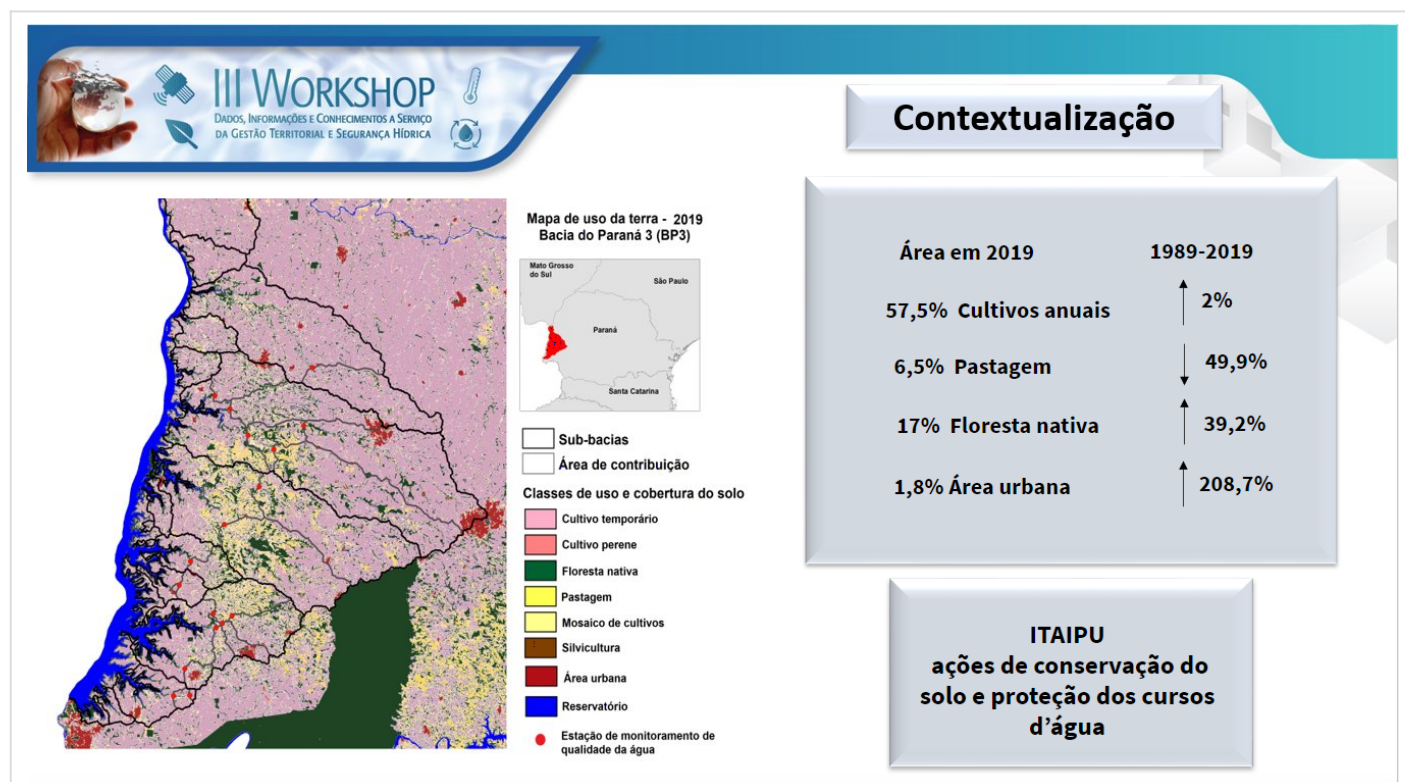 III WORKSHOP
DADOS, INFORMAÇÕES E CONHECIMENTOS A SERVIÇO
DA GESTÃO TERRITORIAL E SEGURANÇA HÍDRICA
Contextualização
Mapa de uso da terra - 2019
Bacia do Paraná 3 (BP3)
Mato Grosso
do Sul
São Paulo
Paraná
Santa Catarina
Sub-bacias
Área de contribuição
Classes de uso e cobertura do solo
Cultivo temporário
Cultivo perene
Floresta nativa
Pastagem
Mosaico de cultivos
Silvicultura
Área urbana
Reservatório
Estação de monitoramento de
qualidade da água
Área em 2019 1989-2019
57,5% Cultivos anuais 2%
6,5% Pastagem 49,9%
17% Floresta nativa 39,2%
1,8% Área urbana 208,7%
ITAIPU
ações de conservação do
solo e proteção dos cursos
d’água